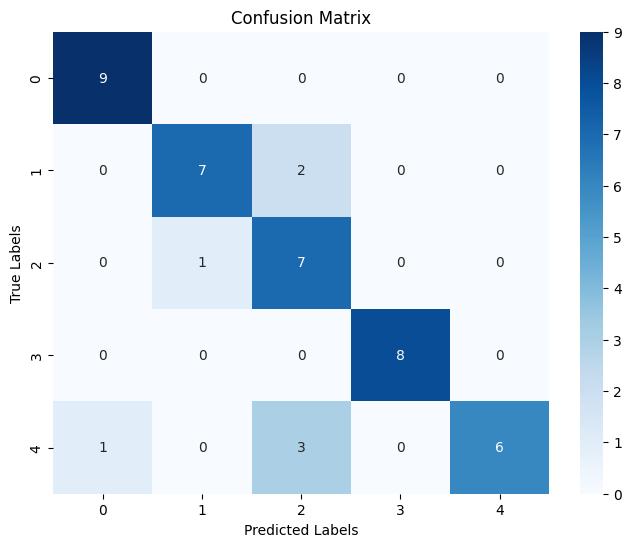 Confusion Matrix
True Labels
0 9 0 0 0 0
1 0 7 2 0 0
2 0 1 7 0 0
3 0 0 0 8 0
4 1 0 3 0 6
0 1 2 3 4
Predicted Labels
9
8
7
6
5
4
3
2
1
0